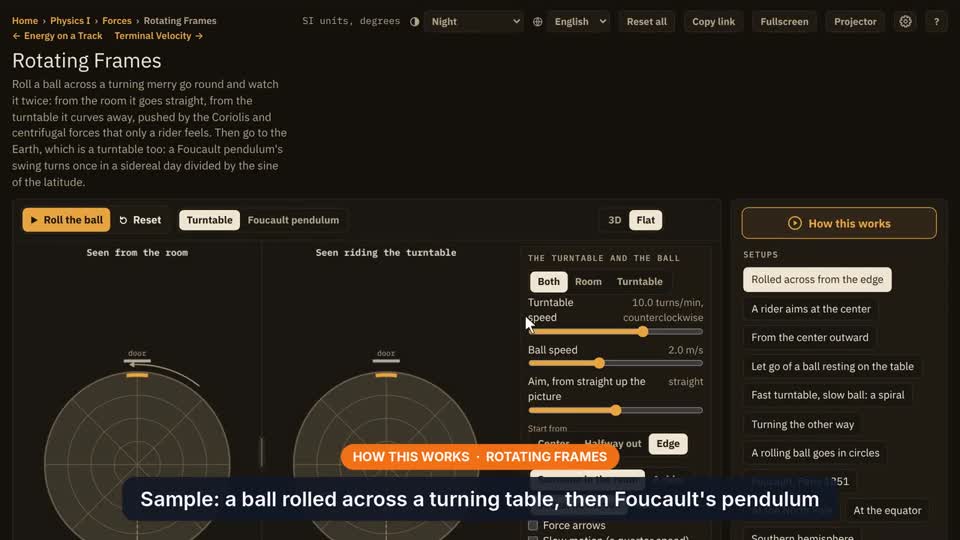 Home › Physics I › Forces › Rotating Frames
← Energy on a Track Terminal Velocity →
SI units, degrees
Night
English
Reset all
Copy link
Fullscreen
Projector
?
Rotating Frames
Roll a ball across a turning merry go round and watch
it twice: from the room it goes straight, from the
turntable it curves away, pushed by the Coriolis and
centrifugal forces that only a rider feels. Then go to the
Earth, which is a turntable too: a Foucault pendulum's
swing turns once in a sidereal day divided by the sine
of the latitude.
Roll the ball
Reset
Turntable
Foucault pendulum
3D
Flat
Seen from the room
Seen riding the turntable
door
door
THE TURNTABLE AND THE BALL
Both
Room
Turntable
Turntable speed
10.0 turns/min, counterclockwise
Ball speed
2.0 m/s
Aim, from straight up the picture
straight
Start from
Center
Halfway out
Edge
Force arrows
Slow motion (a quarter speed)
How this works
SETUPS
Rolled across from the edge
A rider aims at the center
From the center outward
Let go of a ball resting on the table
Fast turntable, slow ball: a spiral
Turning the other way
A rolling ball goes in circles
At the equator
Southern hemisphere
HOW THIS WORKS · ROTATING FRAMES
Sample: a ball rolled across a turning table, then Foucault's pendulum